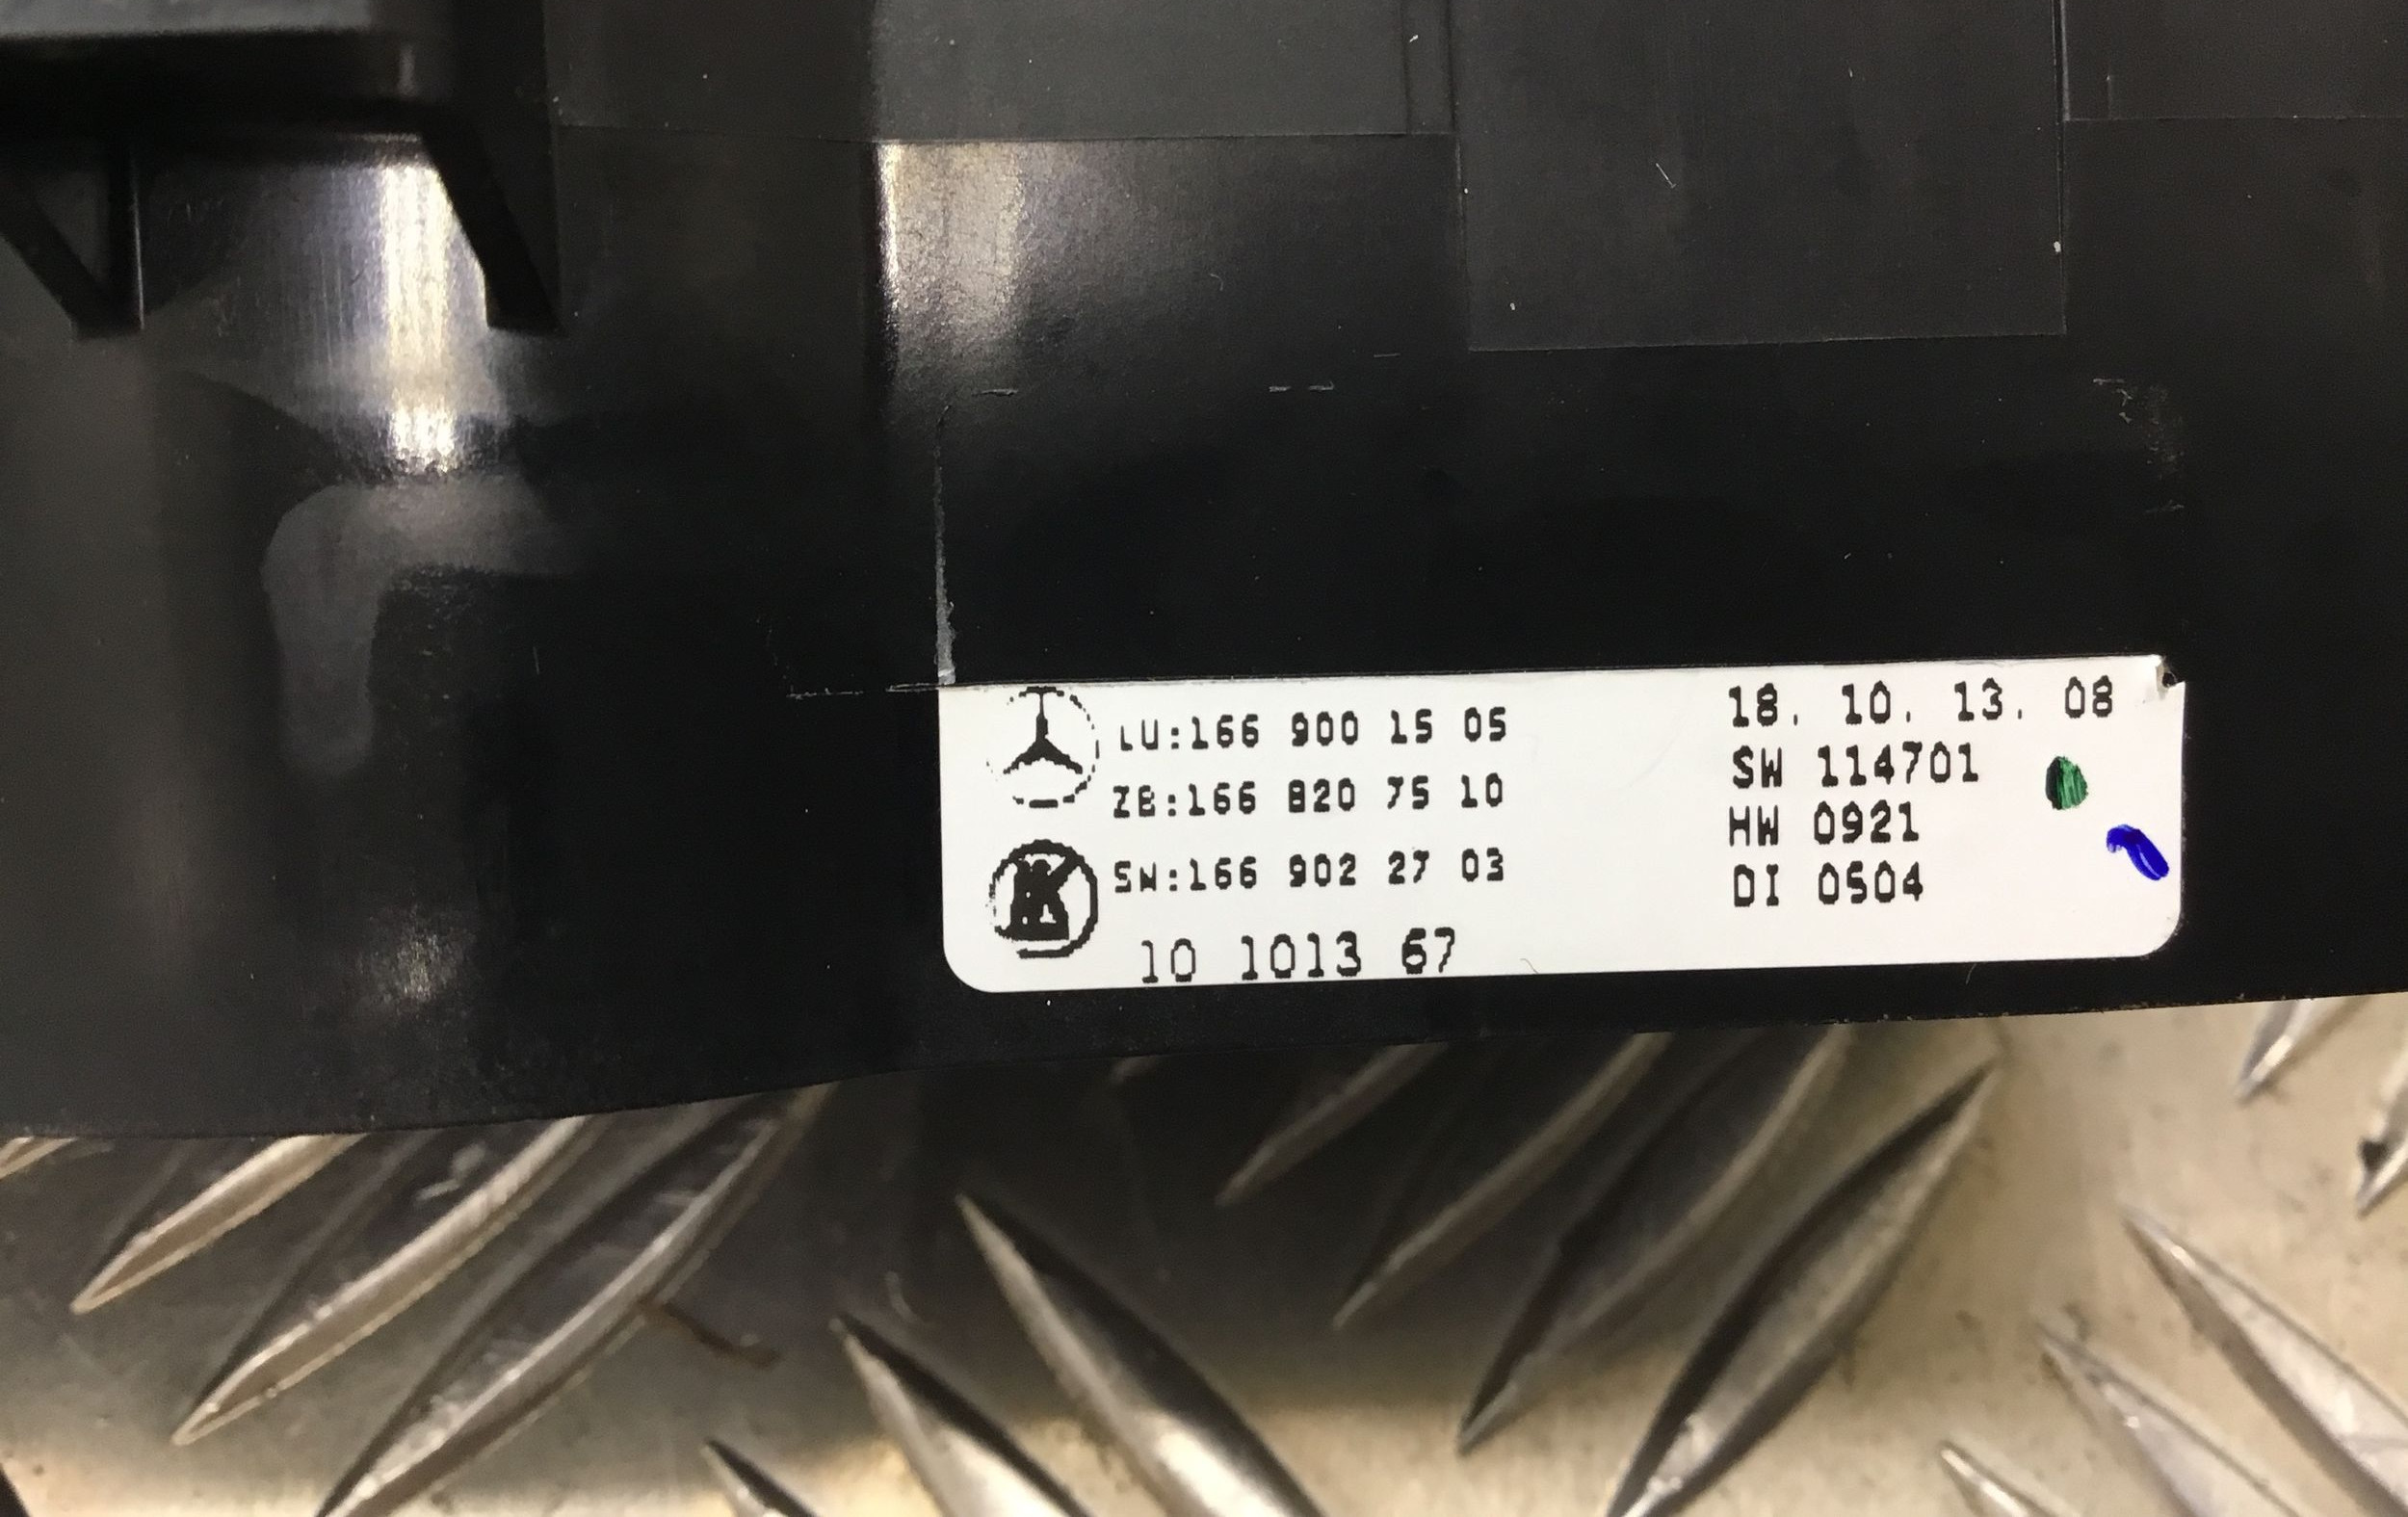 LU:166 900 15 05
ZB:166 820 75 10
SW:166 902 27 03
10 1013 67
18. 10. 13. 08
SW 114701
HW 0921
DI 0504